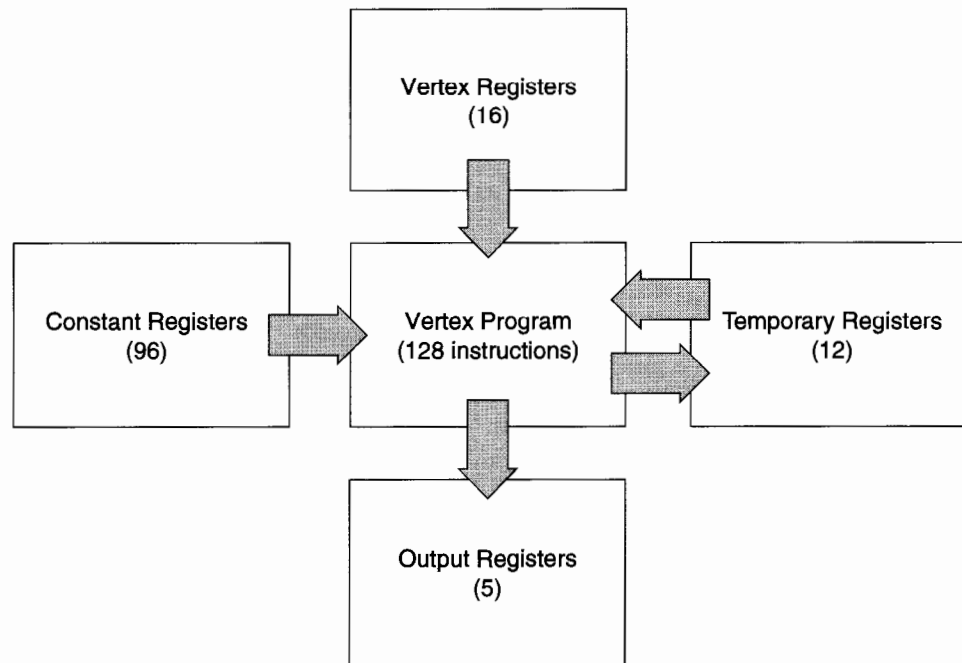 Vertex Registers
(16)
Constant Registers
(96)
Vertex Program
(128 instructions)
Temporary Registers
(12)
Output Registers
(5)